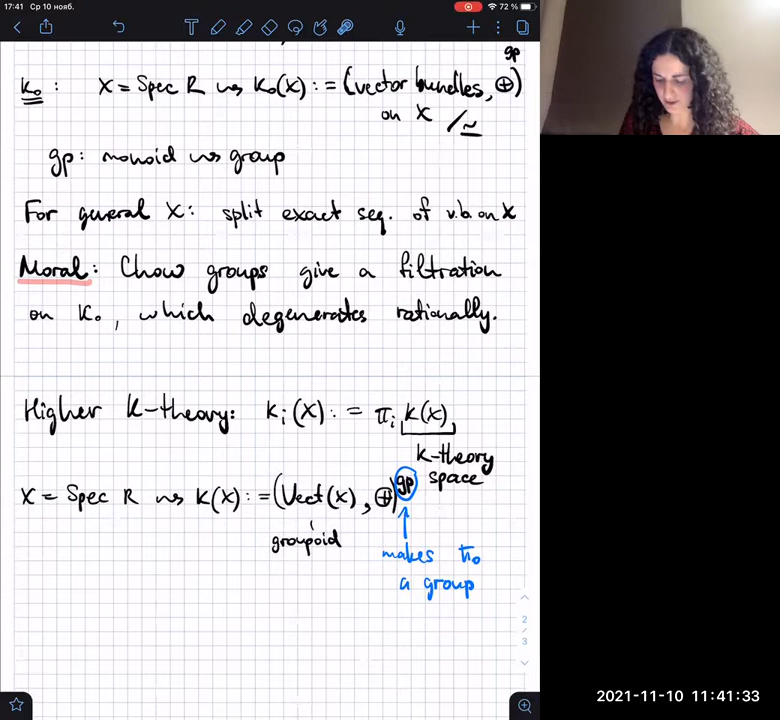 17:41 Ср 10 нояб.
72 %
K₀ : X = Spec R ⇝ K₀(X) := (vector bundles, ⊕)^gp
on X /≃
gp: monoid ⇝ group
For general X: split exact seq. of v.b. on X
Moral: Chow groups give a filtration
on K₀, which degenerates rationally.
Higher K-theory: Kᵢ(X) := πᵢ K(X)
K-theory
space
X = Spec R ⇝ K(X) := (Vect(X), ⊕)^gp
groupoid
makes π₀
a group
2
/
3
2021-11-10 11:41:33